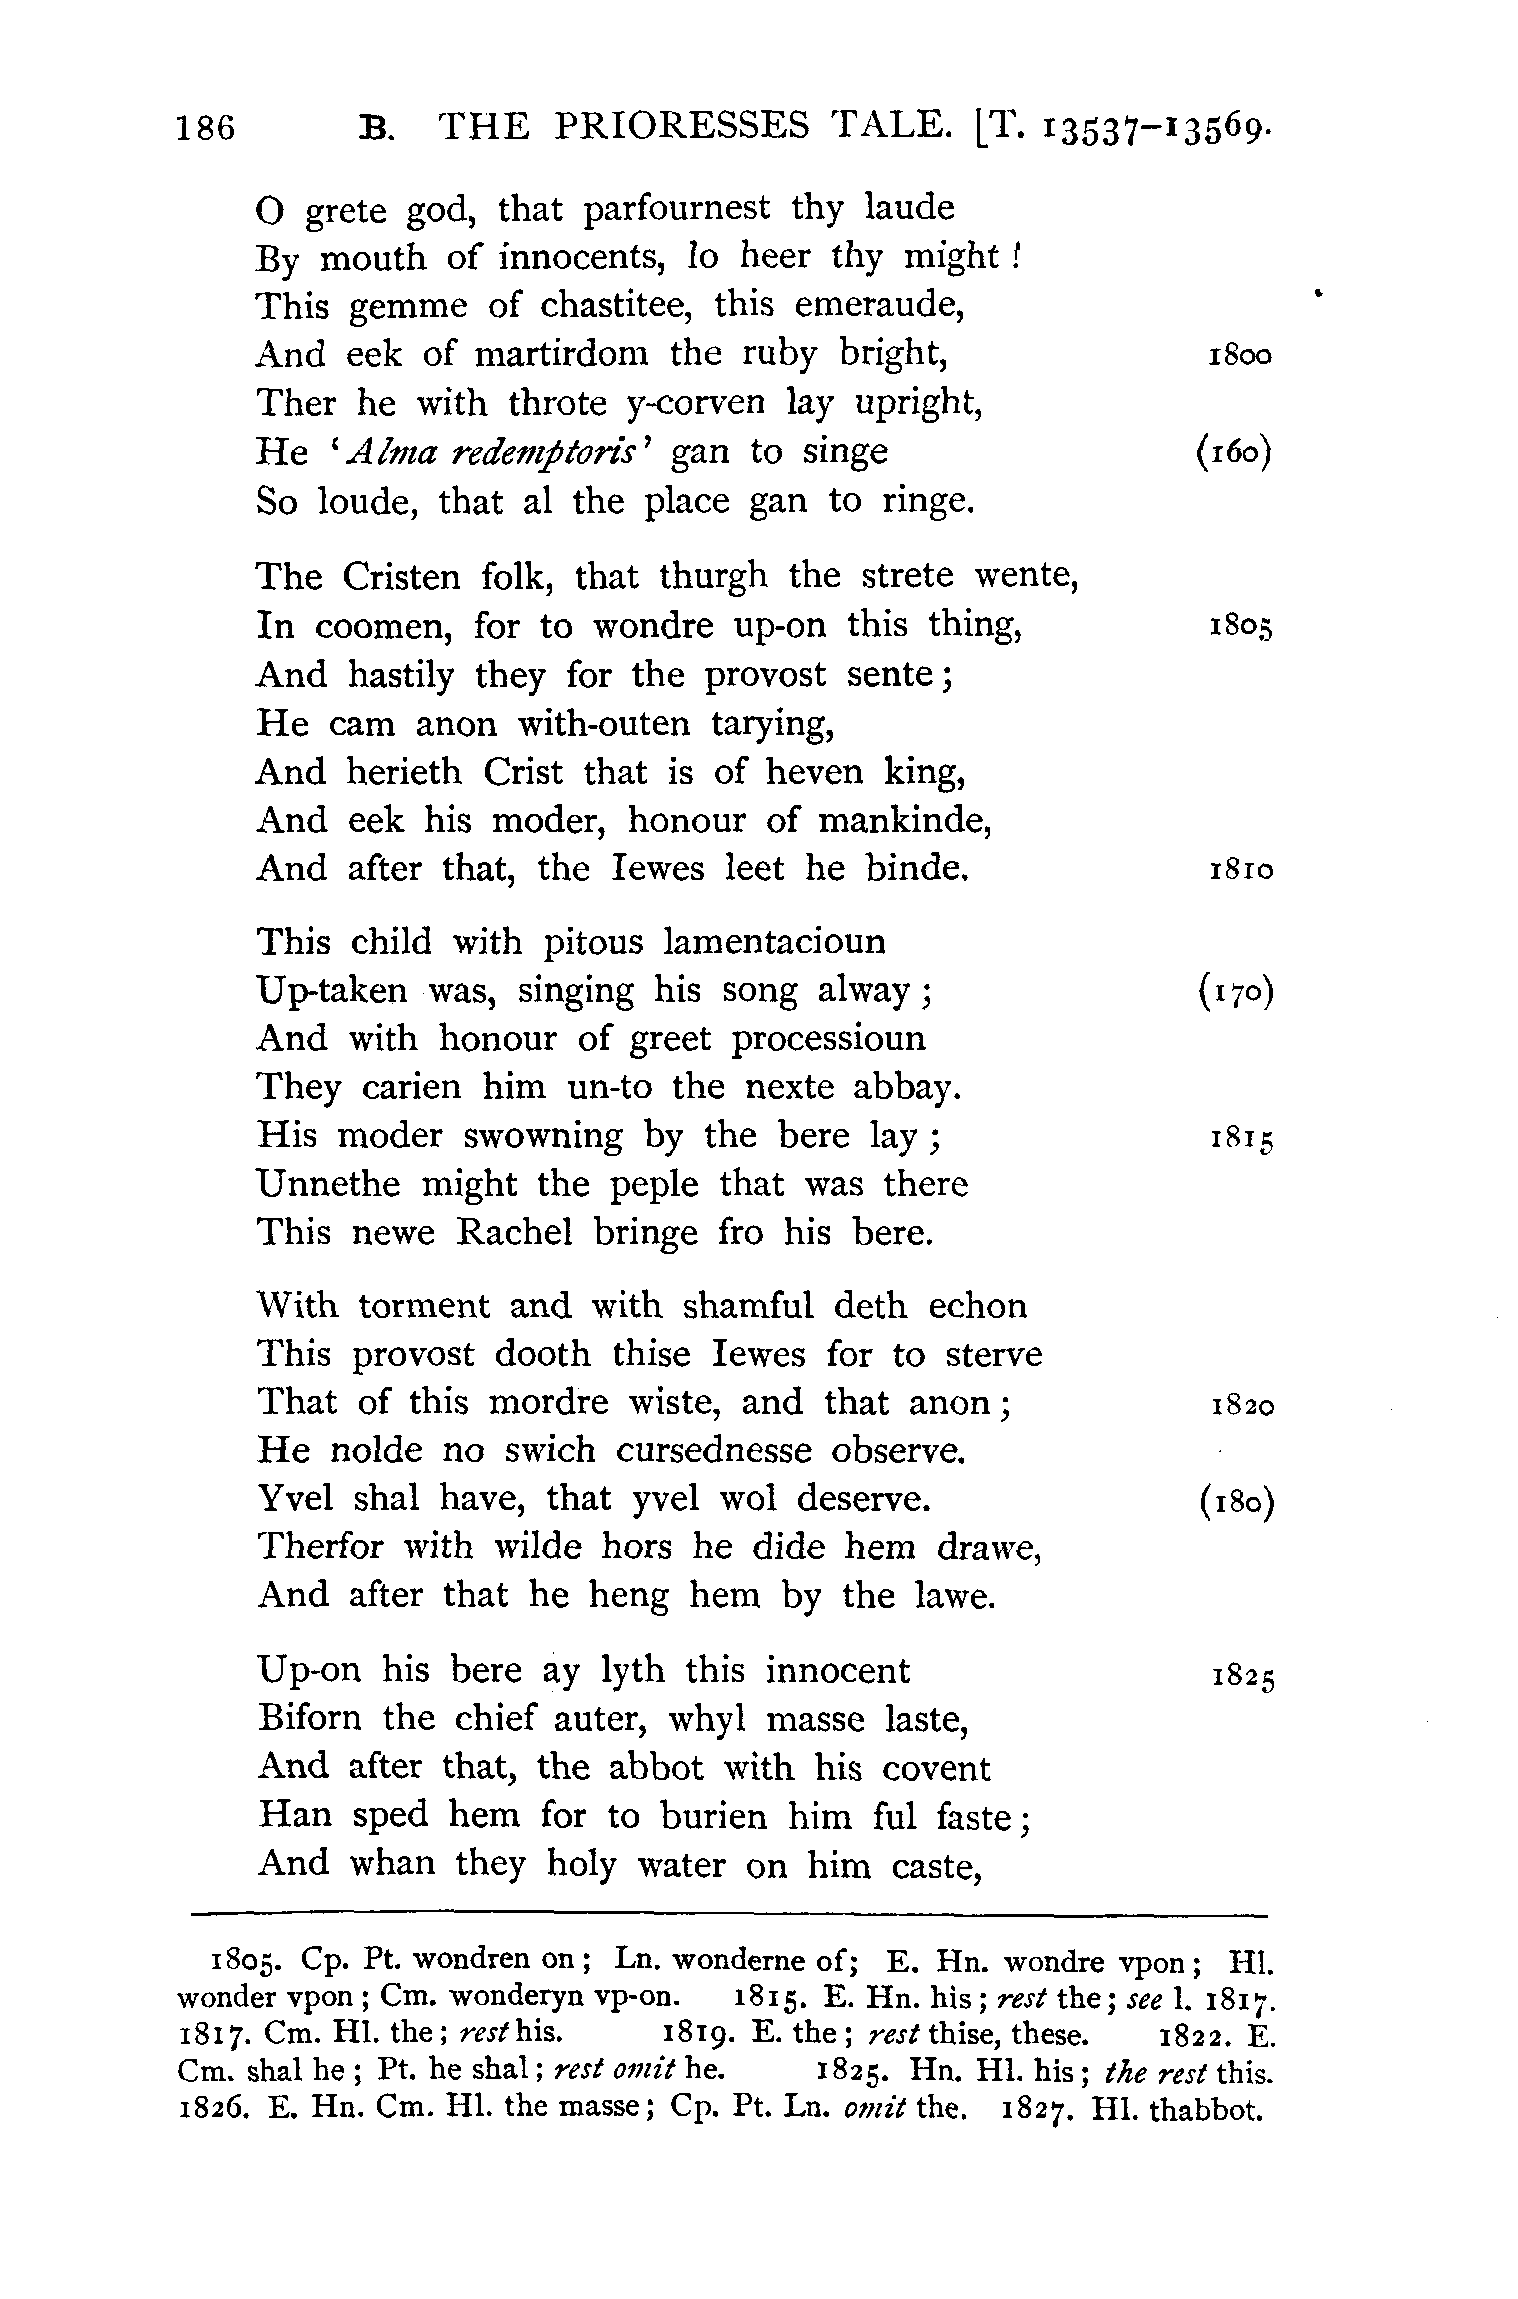 186 B. THE PRIORESSES TALE. [T. 13537–13569.
O grete god, that parfournest thy laude
By mouth of innocents, lo heer thy might !
This gemme of chastitee, this emeraude,
And eek of martirdom the ruby bright, 1800
Ther he with throte y-corven lay upright,
He ‘Alma redemptoris’ gan to singe (160)
So loude, that al the place gan to ringe.
The Cristen folk, that thurgh the strete wente,
In coomen, for to wondre up-on this thing, 1805
And hastily they for the provost sente ;
He cam anon with-outen tarying,
And herieth Crist that is of heven king,
And eek his moder, honour of mankinde,
And after that, the Iewes leet he binde. 1810
This child with pitous lamentacioun
Up-taken was, singing his song alway ; (170)
And with honour of greet processioun
They carien him un-to the nexte abbay.
His moder swowning by the bere lay ; 1815
Unnethe might the peple that was there
This newe Rachel bringe fro his bere.
With torment and with shamful deth echon
This provost dooth thise Iewes for to sterve
That of this mordre wiste, and that anon ; 1820
He nolde no swich cursednesse observe.
Yvel shal have, that yvel wol deserve. (180)
Therfor with wilde hors he dide hem drawe,
And after that he heng hem by the lawe.
Up-on his bere ay lyth this innocent 1825
Biforn the chief auter, whyl masse laste,
And after that, the abbot with his covent
Han sped hem for to burien him ful faste ;
And whan they holy water on him caste,
1805. Cp. Pt. wondren on ; Ln. wonderne of; E. Hn. wondre vpon ; Hl.
wonder vpon ; Cm. wonderyn vp-on. 1815. E. Hn. his ; rest the ; see l. 1817.
1817. Cm. Hl. the ; rest his. 1819. E. the ; rest thise, these. 1822. E.
Cm. shal he ; Pt. he shal ; rest omit he. 1825. Hn. Hl. his ; the rest this.
1826. E. Hn. Cm. Hl. the masse ; Cp. Pt. Ln. omit the. 1827. Hl. thabbot.